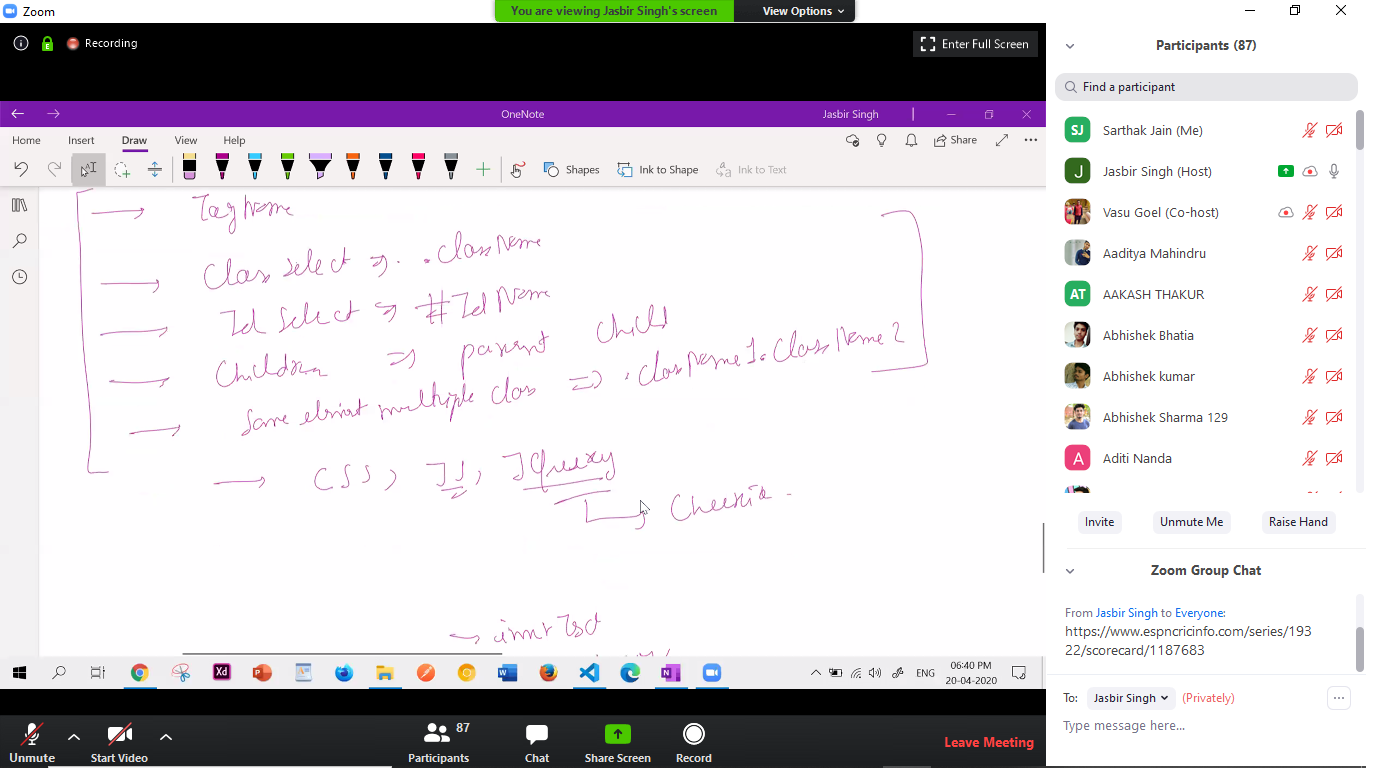 Zoom
You are viewing Jasbir Singh's screen
View Options
Recording
Enter Full Screen
OneNote
Jasbir Singh
Home Insert Draw View Help
Share
Shapes
Ink to Shape
Ink to Text
Tag Name
Class select => . className
Id select => #Id Name
Children => parent child
Same elmnt multiple class => .className1.className2
CSS, JS, JQuery
Cheerio
ENG
06:40 PM
20-04-2020
Participants (87)
Find a participant
SJ Sarthak Jain (Me)
J Jasbir Singh (Host)
Vasu Goel (Co-host)
Aaditya Mahindru
AT AAKASH THAKUR
Abhishek Bhatia
Abhishek kumar
Abhishek Sharma 129
A Aditi Nanda
Invite
Unmute Me
Raise Hand
Zoom Group Chat
From Jasbir Singh to Everyone:
https://www.espncricinfo.com/series/193
22/scorecard/1187683
To: Jasbir Singh (Privately)
Type message here...
Unmute
Start Video
87
Participants
Chat
Share Screen
Record
Leave Meeting